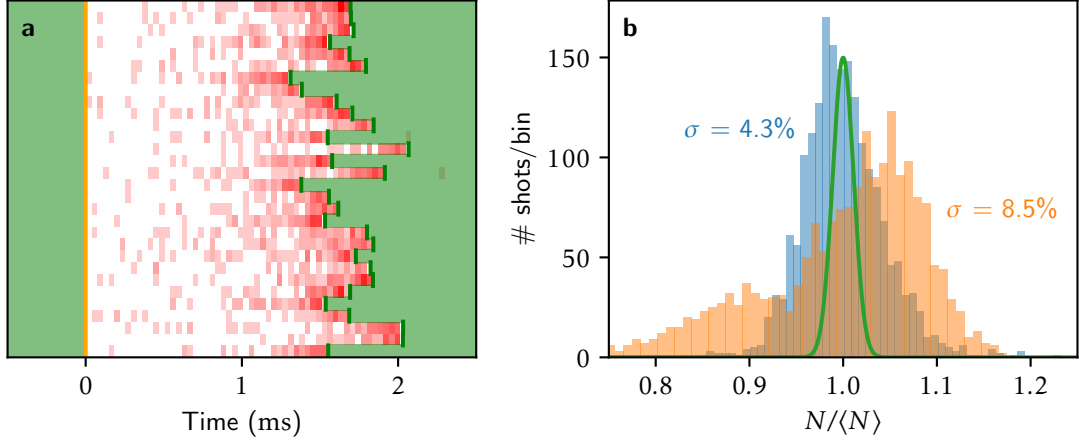 a
0
1
2
Time (ms)
b
# shots/bin
150
100
50
0
σ = 4.3%
σ = 8.5%
0.8
0.9
1.0
1.1
1.2
N/⟨N⟩